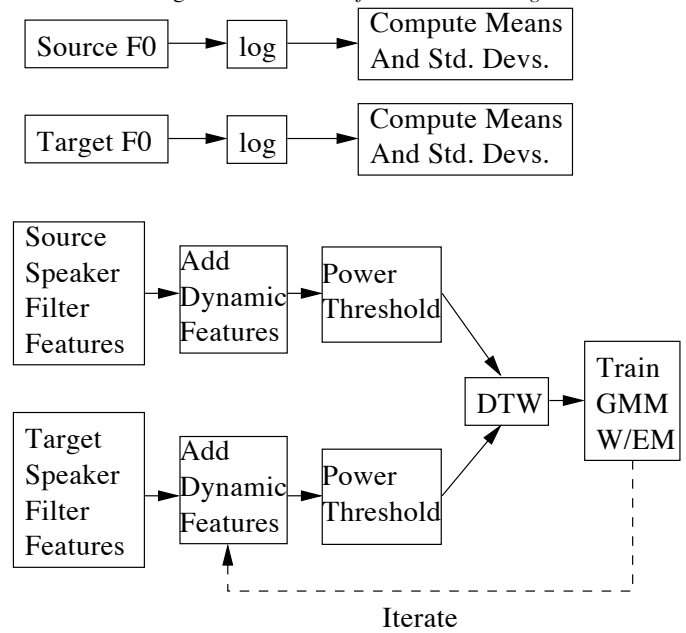 Source F0
log
Compute Means
And Std. Devs.
Target F0
log
Compute Means
And Std. Devs.
Source
Speaker
Filter
Features
Add
Dynamic
Features
Power
Threshold
DTW
Train
GMM
W/EM
Target
Speaker
Filter
Features
Add
Dynamic
Features
Power
Threshold
Iterate